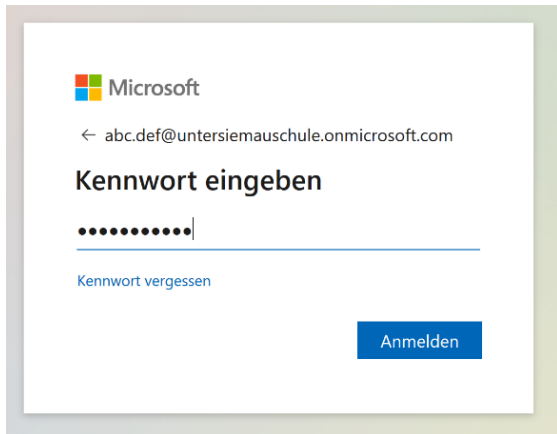 Microsoft
← abc.def@untersiemauschule.onmicrosoft.com
Kennwort eingeben
•••••••••••
Kennwort vergessen
Anmelden